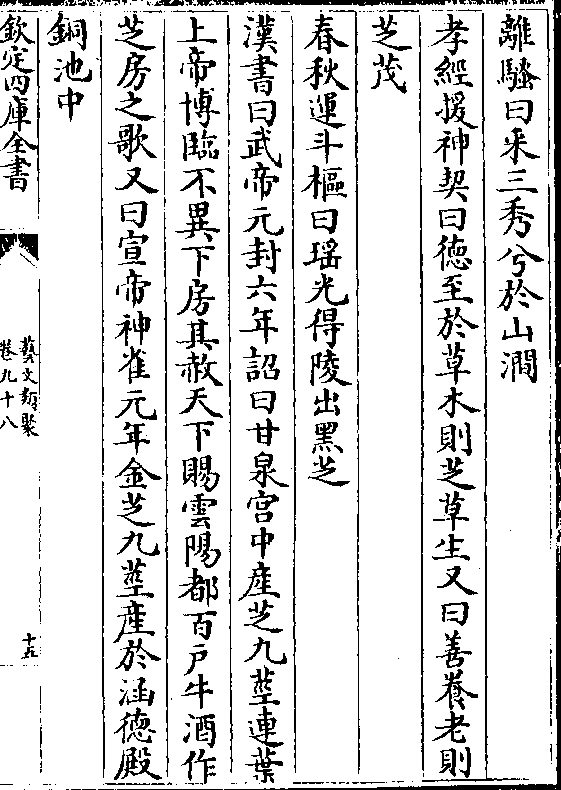 離騷曰采三秀兮於山澗
孝經援神契曰德至於草木則芝草生又曰善養老則
芝茂
春秋運斗樞曰瑶光得陵出黑芝
漢書曰武帝元封六年詔曰甘泉宫中産芝九莖連葉
上帝博臨不異下房其赦天下賜雲陽都百戸牛酒作
芝房之歌又曰宣帝神雀元年金芝九莖産於涵德殿
銅池中
欽定四庫全書
藝文類聚
卷九十八
十五